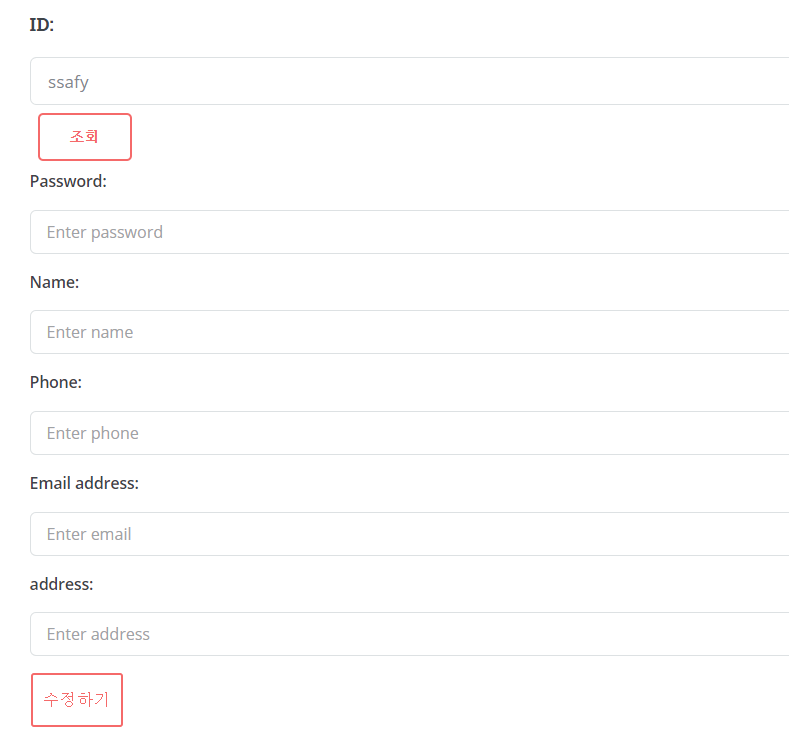 ID:
ssafy
조회
Password:
Enter password
Name:
Enter name
Phone:
Enter phone
Email address:
Enter email
address:
Enter address
수정하기